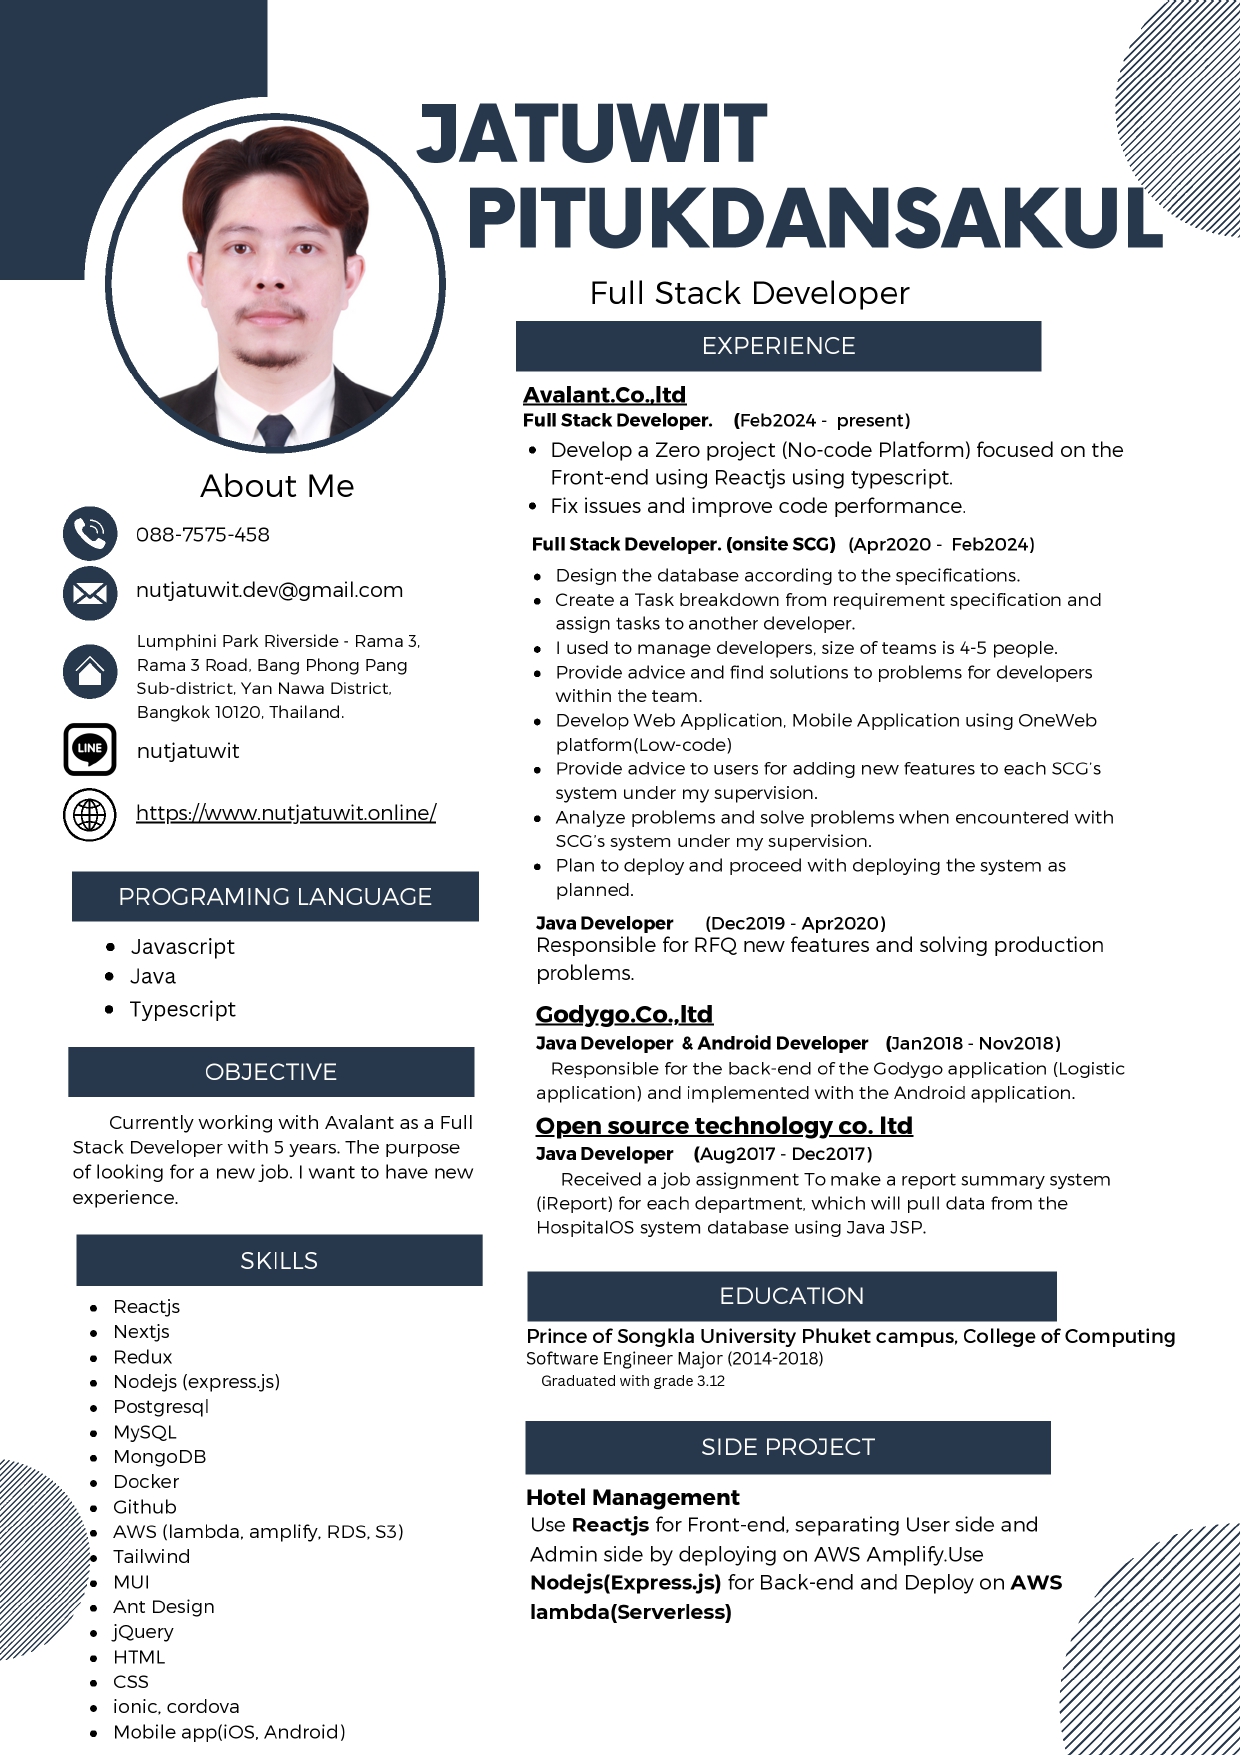 JATUWIT
PITUKDANSAKUL
Full Stack Developer
About Me
088-7575-458
nutjatuwit.dev@gmail.com
Lumphini Park Riverside - Rama 3,
Rama 3 Road, Bang Phong Pang
Sub-district, Yan Nawa District,
Bangkok 10120, Thailand.
LINE
nutjatuwit
https://www.nutjatuwit.online/
PROGRAMING LANGUAGE
• Javascript
• Java
• Typescript
OBJECTIVE
Currently working with Avalant as a Full
Stack Developer with 5 years. The purpose
of looking for a new job. I want to have new
experience.
SKILLS
• Reactjs
• Nextjs
• Redux
• Nodejs (express.js)
• Postgresql
• MySQL
• MongoDB
• Docker
• Github
• AWS (lambda, amplify, RDS, S3)
• Tailwind
• MUI
• Ant Design
• jQuery
• HTML
• CSS
• ionic, cordova
• Mobile app(iOS, Android)
EXPERIENCE
Avalant.Co.,ltd
Full Stack Developer. (Feb2024 - present)
• Develop a Zero project (No-code Platform) focused on the
Front-end using Reactjs using typescript.
• Fix issues and improve code performance.
Full Stack Developer. (onsite SCG) (Apr2020 - Feb2024)
• Design the database according to the specifications.
• Create a Task breakdown from requirement specification and
assign tasks to another developer.
• I used to manage developers, size of teams is 4-5 people.
• Provide advice and find solutions to problems for developers
within the team.
• Develop Web Application, Mobile Application using OneWeb
platform(Low-code)
• Provide advice to users for adding new features to each SCG's
system under my supervision.
• Analyze problems and solve problems when encountered with
SCG's system under my supervision.
• Plan to deploy and proceed with deploying the system as
planned.
Java Developer (Dec2019 - Apr2020)
Responsible for RFQ new features and solving production
problems.
Godygo.Co.,ltd
Java Developer & Android Developer (Jan2018 - Nov2018)
Responsible for the back-end of the Godygo application (Logistic
application) and implemented with the Android application.
Open source technology co. ltd
Java Developer (Aug2017 - Dec2017)
Received a job assignment To make a report summary system
(iReport) for each department, which will pull data from the
HospitalOS system database using Java JSP.
EDUCATION
Prince of Songkla University Phuket campus, College of Computing
Software Engineer Major (2014-2018)
Graduated with grade 3.12
SIDE PROJECT
Hotel Management
Use Reactjs for Front-end, separating User side and
Admin side by deploying on AWS Amplify.Use
Nodejs(Express.js) for Back-end and Deploy on AWS
lambda(Serverless)